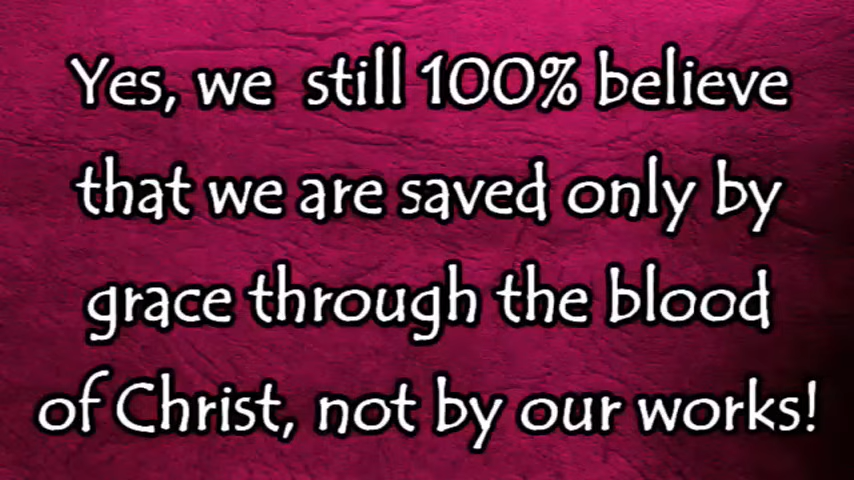 Yes, we still 100% believe
that we are saved only by
grace through the blood
of Christ, not by our works!